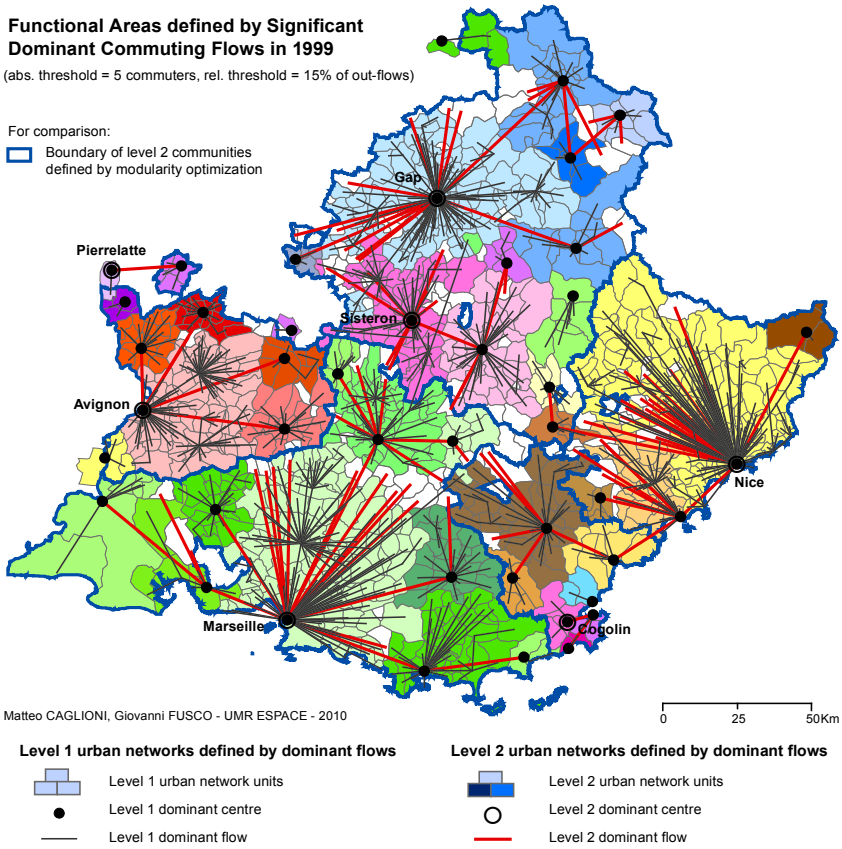 Functional Areas defined by Significant
Dominant Commuting Flows in 1999
(abs. threshold = 5 commuters, rel. threshold = 15% of out-flows)
For comparison:
Boundary of level 2 communities
defined by modularity optimization
Gap
Pierrelatte
Sisteron
Avignon
Nice
Marseille
Cogolin
Matteo CAGLIONI, Giovanni FUSCO - UMR ESPACE - 2010
0 25 50Km
Level 1 urban networks defined by dominant flows
Level 1 urban network units
Level 1 dominant centre
Level 1 dominant flow
Level 2 urban networks defined by dominant flows
Level 2 urban network units
Level 2 dominant centre
Level 2 dominant flow